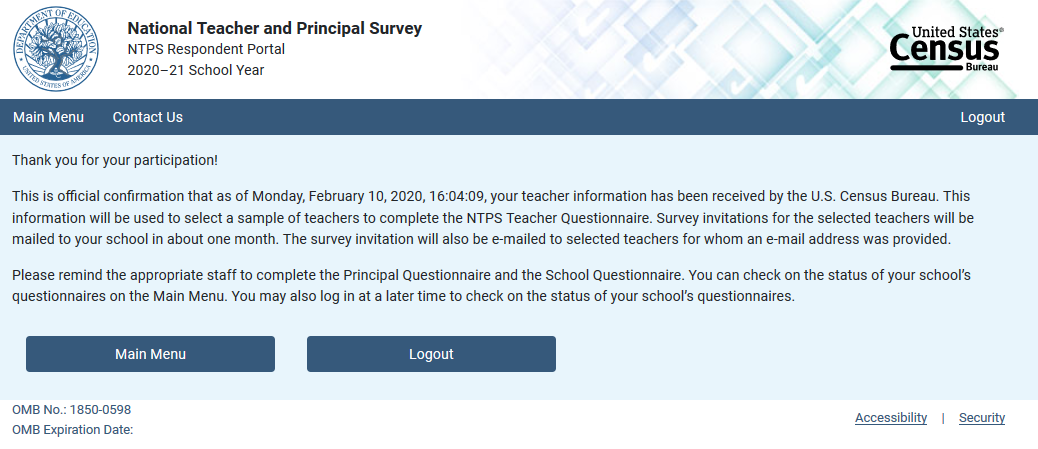 DEPARTMENT OF EDUCATION
UNITED STATES OF AMERICA
National Teacher and Principal Survey
NTPS Respondent Portal
2020–21 School Year
United States®
Census
Bureau
Main Menu Contact Us Logout
Thank you for your participation!
This is official confirmation that as of Monday, February 10, 2020, 16:04:09, your teacher information has been received by the U.S. Census Bureau. This
information will be used to select a sample of teachers to complete the NTPS Teacher Questionnaire. Survey invitations for the selected teachers will be
mailed to your school in about one month. The survey invitation will also be e-mailed to selected teachers for whom an e-mail address was provided.
Please remind the appropriate staff to complete the Principal Questionnaire and the School Questionnaire. You can check on the status of your school’s
questionnaires on the Main Menu. You may also log in at a later time to check on the status of your school’s questionnaires.
Main Menu Logout
OMB No.: 1850-0598
OMB Expiration Date:
Accessibility | Security